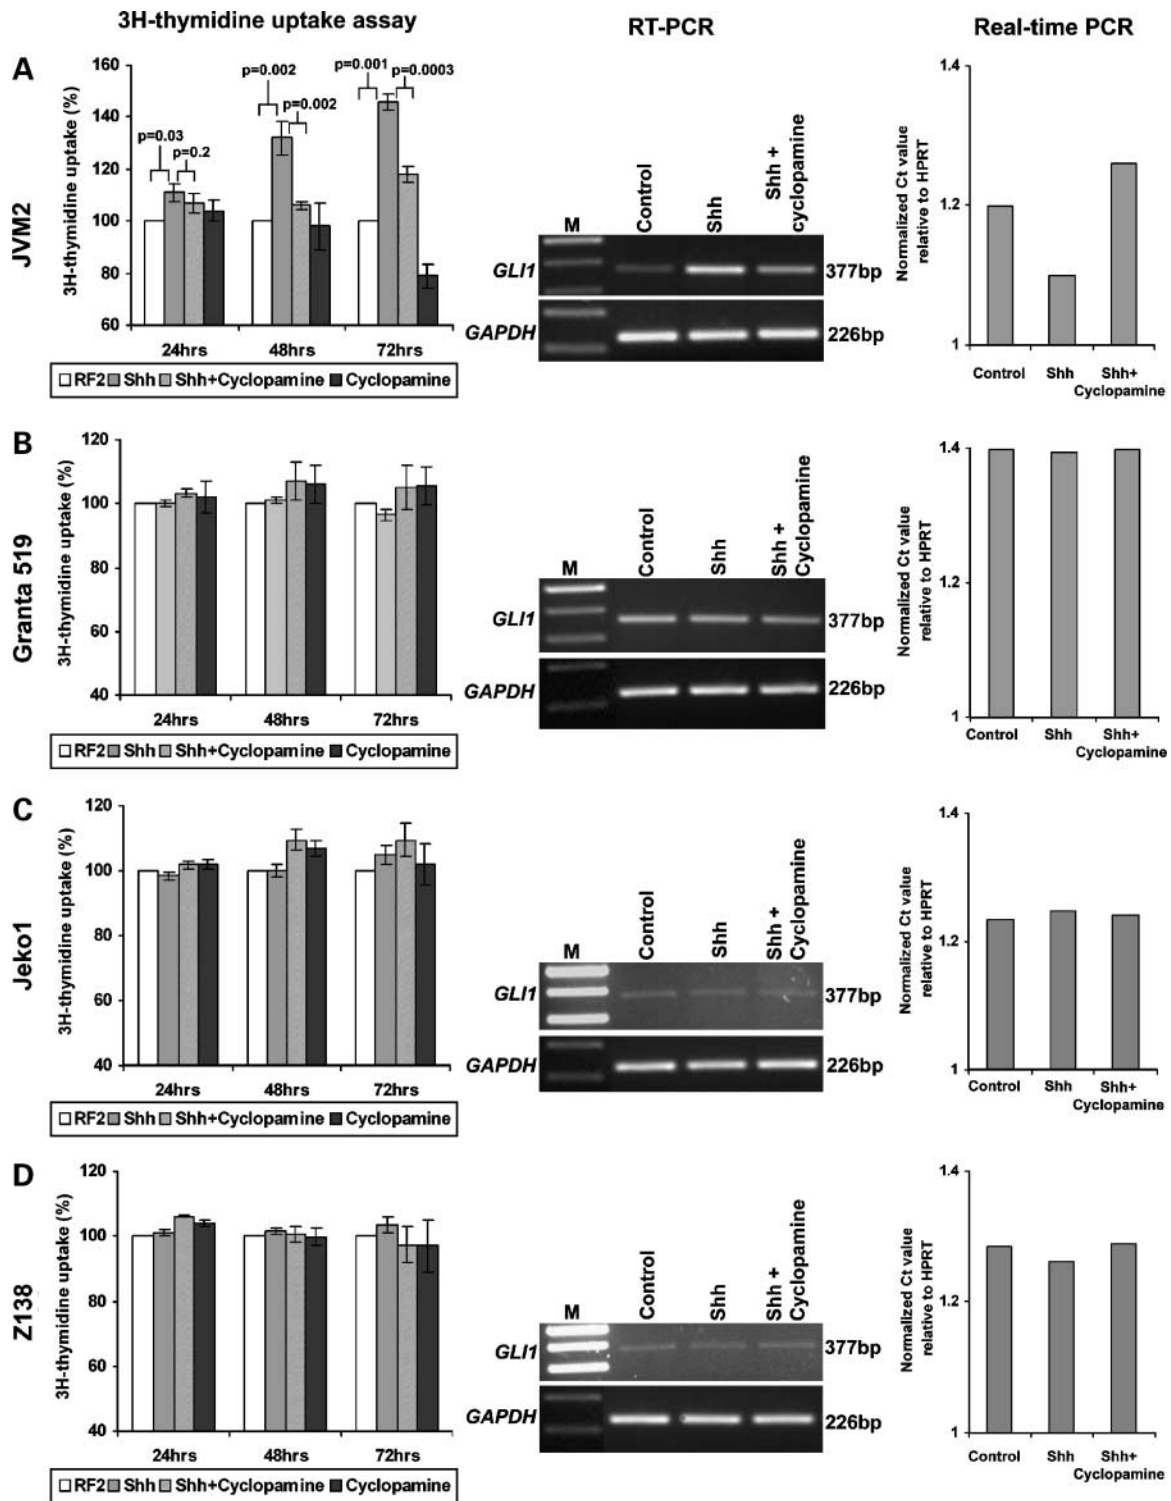 3H-thymidine uptake assay
RT-PCR
Real-time PCR
A
JVM2
3H-thymidine uptake (%)
160
140
120
100
80
60
p=0.03
p=0.2
p=0.002
p=0.002
p=0.001
p=0.0003
24hrs
48hrs
72hrs
RF2 Shh Shh+Cyclopamine Cyclopamine
M
Control
Shh
Shh +
cyclopamine
GLI1
377bp
GAPDH
226bp
Normalized Ct value
relative to HPRT
1.4
1.2
1
Control
Shh
Shh+
Cyclopamine
B
Granta 519
3H-thymidine uptake (%)
120
100
80
60
40
24hrs
48hrs
72hrs
RF2 Shh Shh+Cyclopamine Cyclopamine
M
Control
Shh
Shh +
Cyclopamine
GLI1
377bp
GAPDH
226bp
Normalized Ct value
relative to HPRT
1.4
1.2
1
Control
Shh
Shh+
Cyclopamine
C
Jeko1
3H-thymidine uptake (%)
120
100
80
60
40
24hrs
48hrs
72hrs
RF2 Shh Shh+Cyclopamine Cyclopamine
M
Control
Shh
Shh +
Cyclopamine
GLI1
377bp
GAPDH
226bp
Normalized Ct value
relative to HPRT
1.4
1.2
1
Control
Shh
Shh+
Cyclopamine
D
Z138
3H-thymidine uptake (%)
120
100
80
60
40
24hrs
48hrs
72hrs
RF2 Shh Shh+Cyclopamine Cyclopamine
M
Control
Shh
Shh +
Cyclopamine
GLI1
377bp
GAPDH
226bp
Normalized Ct value
relative to HPRT
1.4
1.2
1
Control
Shh
Shh+
Cyclopamine